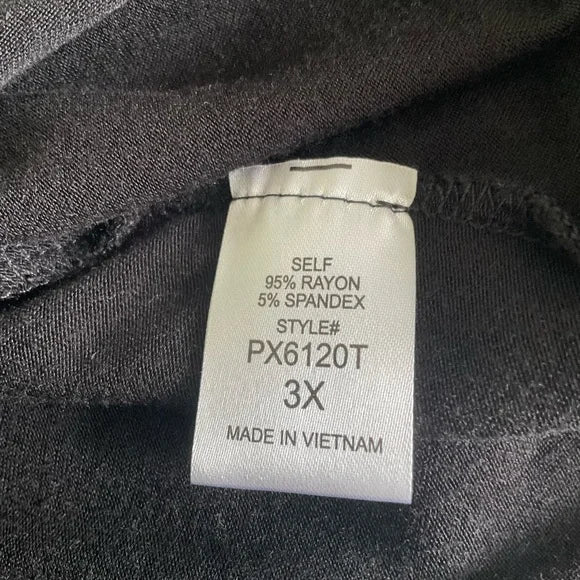 SELF
95% RAYON
5% SPANDEX
STYLE#
PX6120T
3X
MADE IN VIETNAM